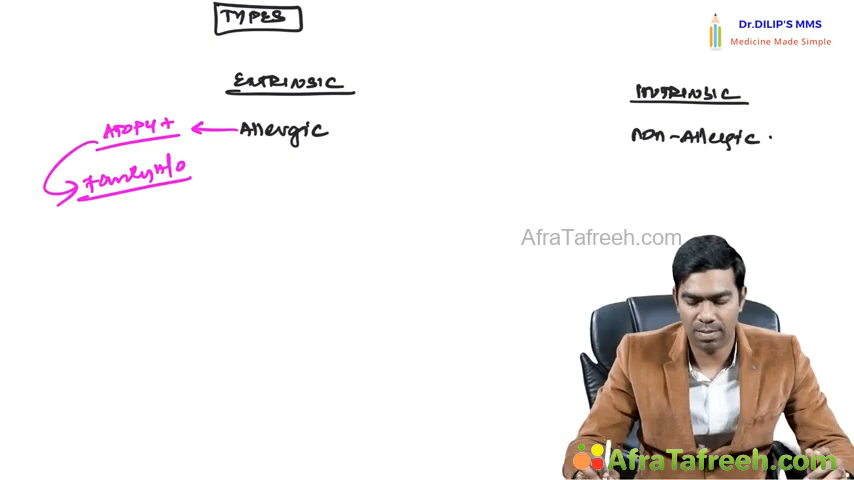 TYPES
Dr.DILIP'S MMS
Medicine Made Simple
EXTRINSIC
INTRINSIC
ATOPY + ← Allergic
non-Allergic.
Family H/O
AfraTafreeh.com
AfraTafreeh.com